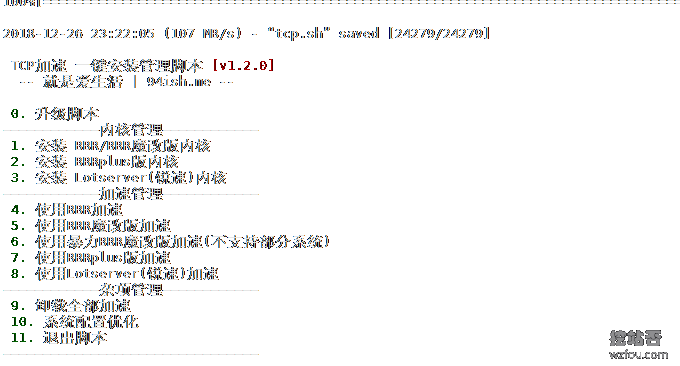 100%[
2018-12-26 23:22:05 (107 MB/s) - “tcp.sh” saved [24279/24279]
TCP加速 一键安装管理脚本 [v1.2.0]
-- 就是爱生活 | 94ish.me --
0. 升级脚本
内核管理
1. 安装 BBR/BBR魔改版内核
2. 安装 BBRplus版内核
3. 安装 Lotserver(锐速)内核
加速管理
4. 使用BBR加速
5. 使用BBR魔改版加速
6. 使用暴力BBR魔改版加速(不支持部分系统)
7. 使用BBRplus版加速
8. 使用Lotserver(锐速)加速
杂项管理
9. 卸载全部加速
10. 系统配置优化
11. 退出脚本
挖站否
wzfou.com